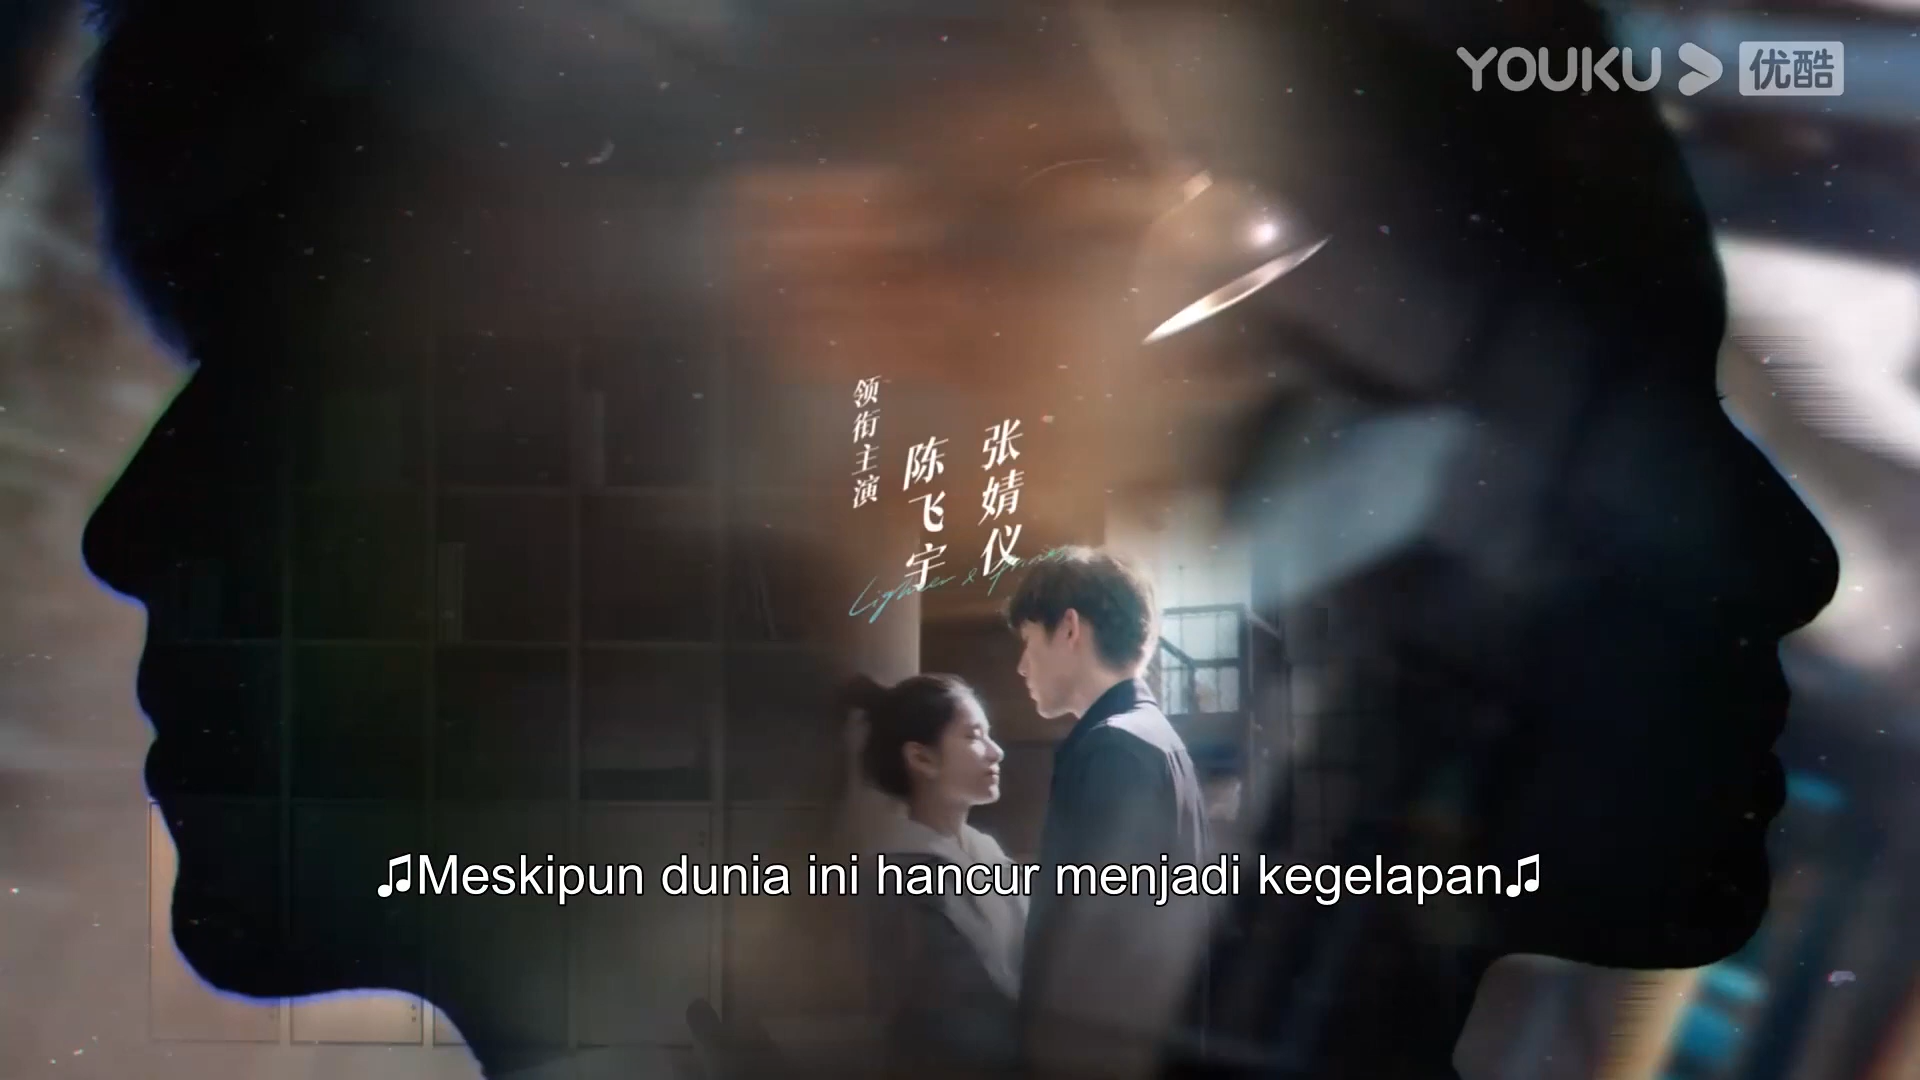 YOUKU 优酷
领衔主演
陈飞宇
张婧仪
Lighter &
♫Meskipun dunia ini hancur menjadi kegelapan♫